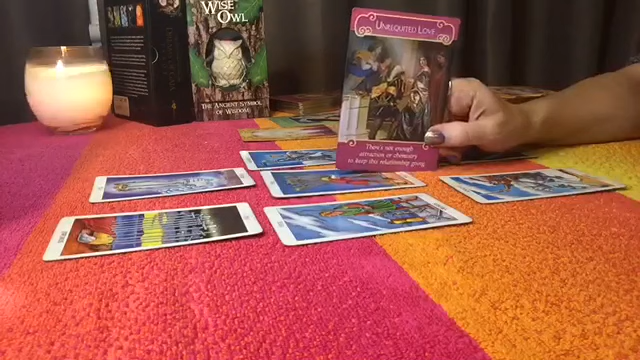 WISE
OWL
THE ANCIENT SYMBOL
OF WISDOM
UNREQUITED LOVE
There's not enough
attraction or chemistry
to keep this relationship going.